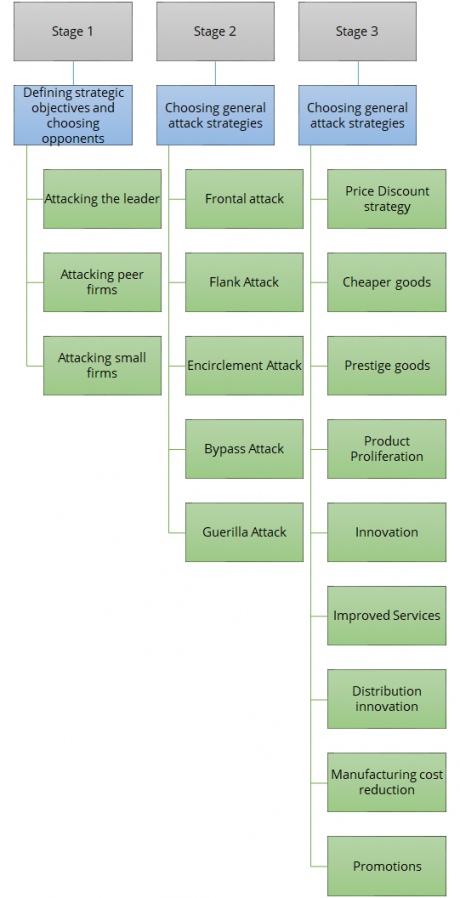 Stage 1
Stage 2
Stage 3
Defining strategic
objectives and
choosing
opponents
Choosing general
attack strategies
Choosing general
attack strategies
Attacking the leader
Attacking peer
firms
Attacking small
firms
Frontal attack
Flank Attack
Encirclement Attack
Bypass Attack
Guerilla Attack
Price Discount
strategy
Cheaper goods
Prestige goods
Product
Proliferation
Innovation
Improved Services
Distribution
innovation
Manufacturing cost
reduction
Promotions